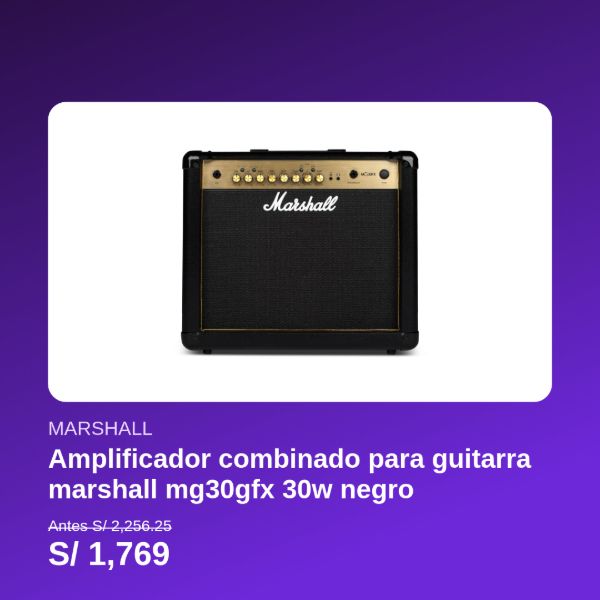 Marshall
MARSHALL
Amplificador combinado para guitarra
marshall mg30gfx 30w negro
Antes S/ 2,256.25
S/ 1,769